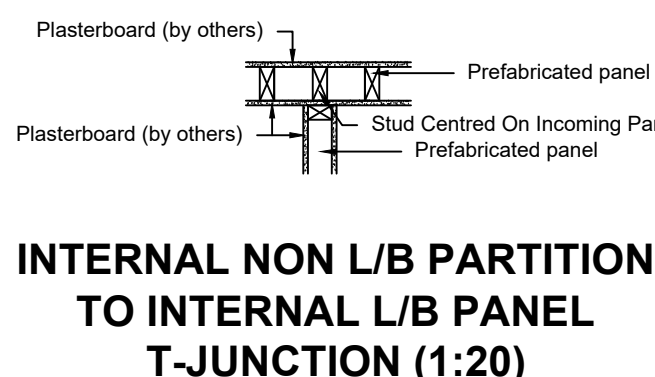 Plasterboard (by others)
Prefabricated panel
Stud Centred On Incoming
Plasterboard (by others)
Prefabricated panel
INTERNAL NON L/B PARTITION
TO INTERNAL L/B PANEL
T-JUNCTION (1:20)